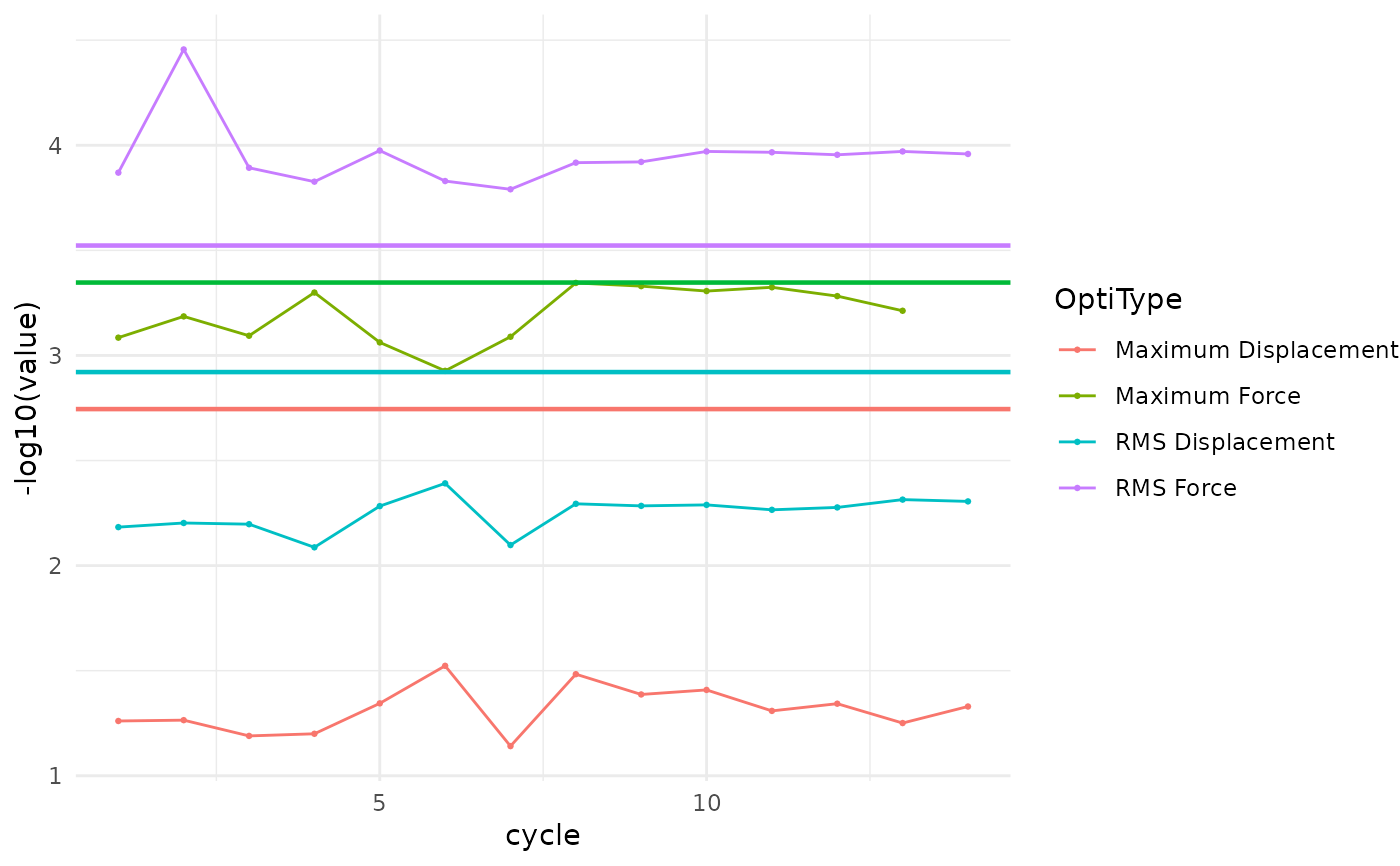 4
3
2
1
-log10(value)
5
10
cycle
OptiType
Maximum Displacement
Maximum Force
RMS Displacement
RMS Force